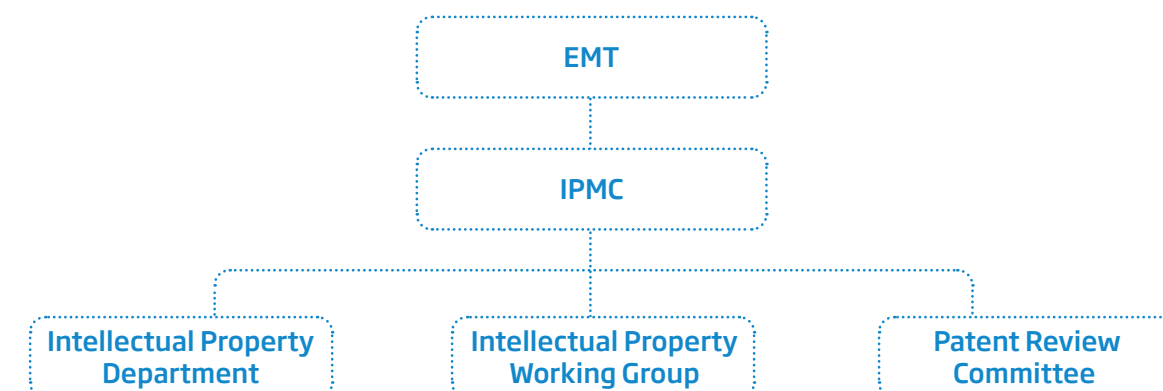 EMT
IPMC
Intellectual Property
Department
Intellectual Property
Working Group
Patent Review
Committee